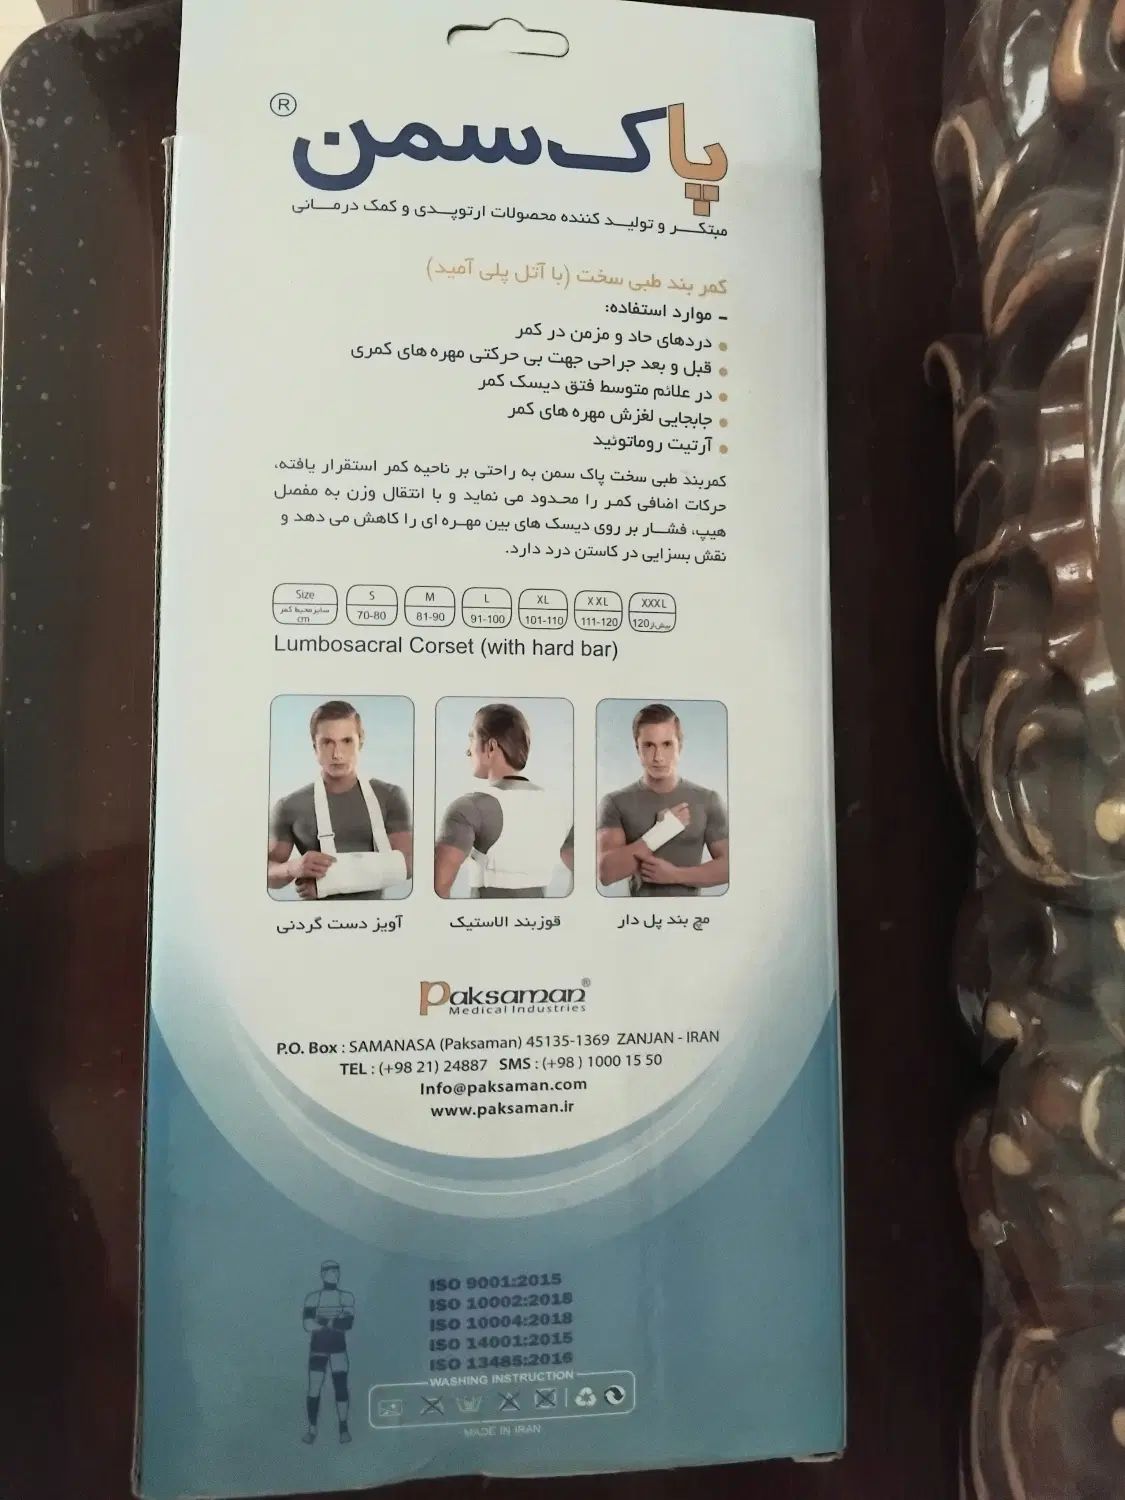 پاک‌سمن ®
مبتکر و تولید کننده محصولات ارتوپدی و کمک درمانی
کمر بند طبی سخت (با آتل پلی آمید)
- موارد استفاده:
دردهای حاد و مزمن در کمر
قبل و بعد جراحی جهت بی حرکتی مهره های کمری
در علائم متوسط فتق دیسک کمر
جابجایی لغزش مهره های کمر
آرتیت روماتوئید
کمربند طبی سخت پاک سمن به راحتی بر ناحیه کمر استقرار یافته،
حرکات اضافی کمر را محدود می نماید و با انتقال وزن به مفصل
هیپ، فشار بر روی دیسک های بین مهره ای را کاهش می دهد و
نقش بسزایی در کاستن درد دارد.
Size S M L XL XXL XXXL
سایز محیط کمر cm 70-80 81-90 91-100 101-110 111-120 بیش از 120
Lumbosacral Corset (with hard bar)
مچ بند پل دار
قوزبند الاستیک
آویز دست گردنی
Paksaman®
Medical Industries
P.O. Box : SAMANASA (Paksaman) 45135-1369 ZANJAN - IRAN
TEL : (+98 21) 24887 SMS : (+98 ) 1000 15 50
Info@paksaman.com
www.paksaman.ir
ISO 9001:2015
ISO 10002:2018
ISO 10004:2018
ISO 14001:2015
ISO 13485:2016
WASHING INSTRUCTION
MADE IN IRAN